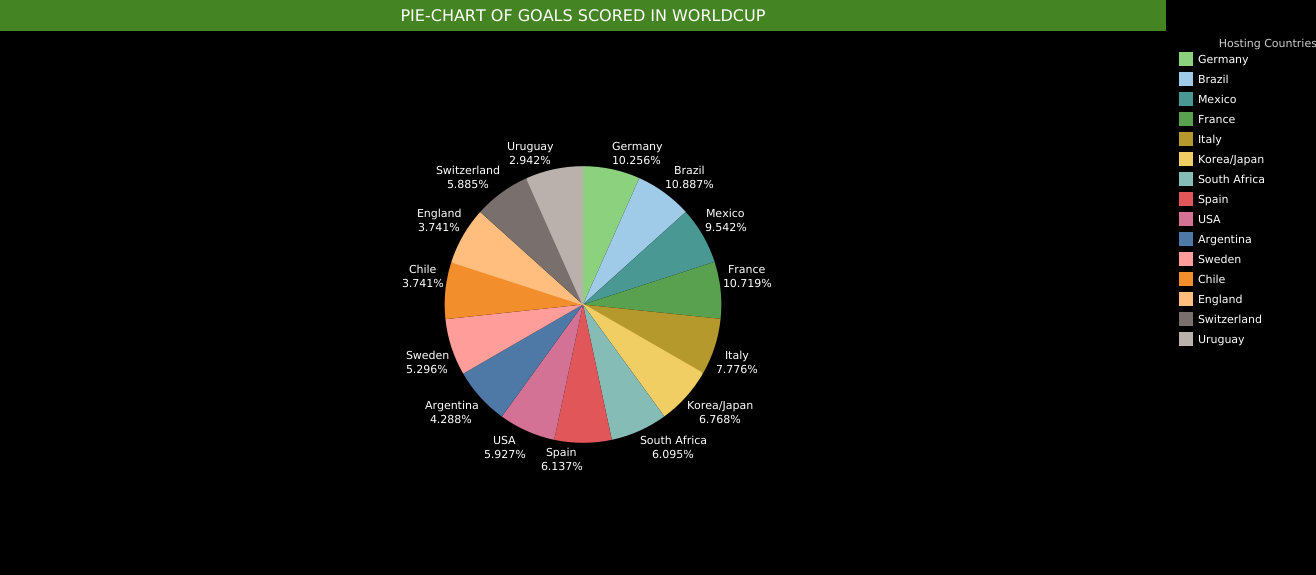 PIE-CHART OF GOALS SCORED IN WORLDCUP
Hosting Countries
Germany
Brazil
Mexico
France
Italy
Korea/Japan
South Africa
Spain
USA
Argentina
Sweden
Chile
England
Switzerland
Uruguay
Uruguay
2.942%
Germany
10.256%
Switzerland
5.885%
Brazil
10.887%
England
3.741%
Mexico
9.542%
Chile
3.741%
France
10.719%
Sweden
5.296%
Italy
7.776%
Argentina
4.288%
Korea/Japan
6.768%
USA
5.927%
Spain
6.137%
South Africa
6.095%